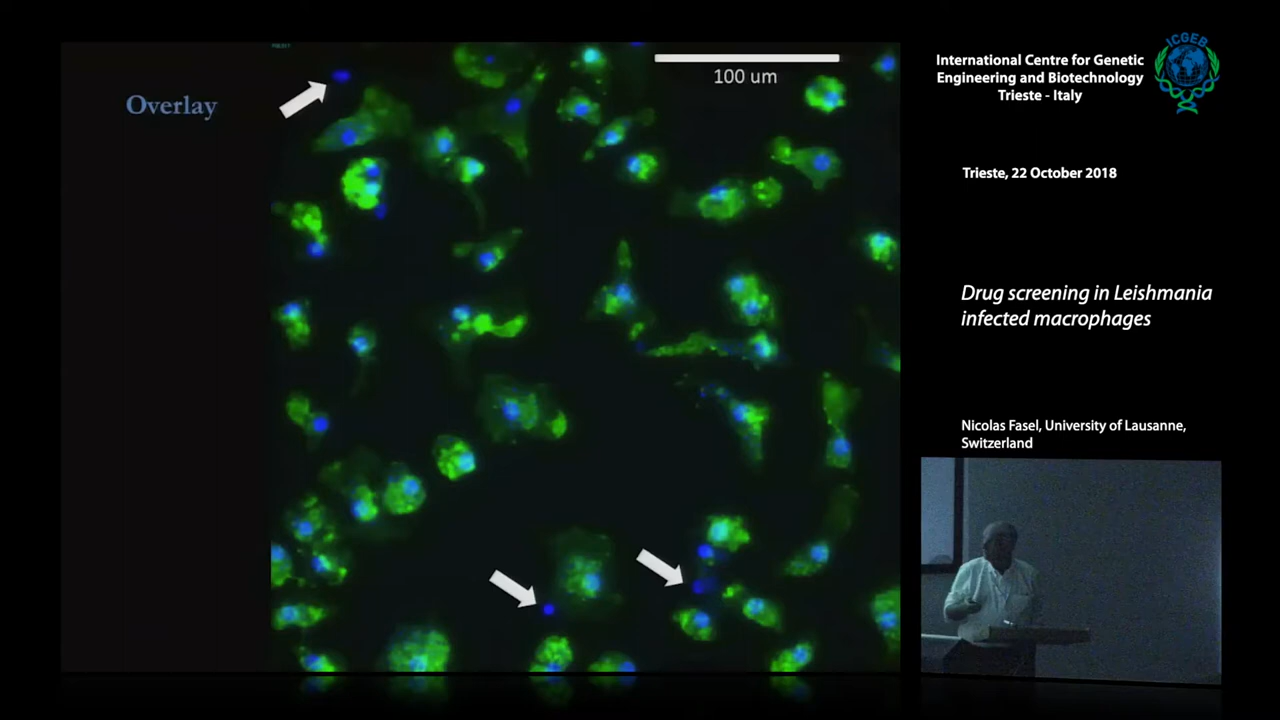 Overlay
100 um
International Centre for Genetic
Engineering and Biotechnology
Trieste - Italy
ICGEB
Trieste, 22 October 2018
Drug screening in Leishmania
infected macrophages
Nicolas Fasel, University of Lausanne,
Switzerland